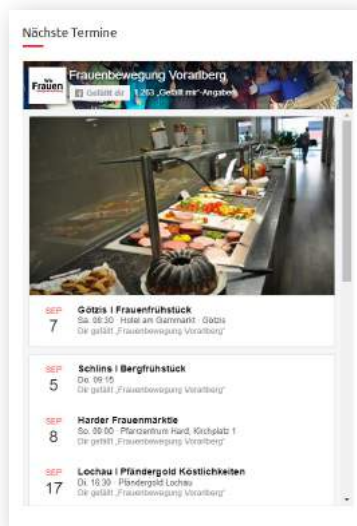 Nächste Termine
Wir
Frauen
Frauenbewegung Vorarlberg
Gefällt dir
1.263 „Gefällt mir“-Angaben
SEP
7
Götzis | Frauenfrühstück
Sa. 08:30 · Hotel am Garnmarkt · Götzis
Dir gefällt „Frauenbewegung Vorarlberg“
SEP
5
Schlins | Bergfrühstück
Do. 09:15
Dir gefällt „Frauenbewegung Vorarlberg“
SEP
8
Harder Frauenmärktle
So. 09:00 · Pfarrzentrum Hard, Kirchplatz 1
Dir gefällt „Frauenbewegung Vorarlberg“
SEP
17
Lochau | Pfändergold Köstlichkeiten
Di. 16:30 · Pfändergold Lochau
Dir gefällt „Frauenbewegung Vorarlberg“